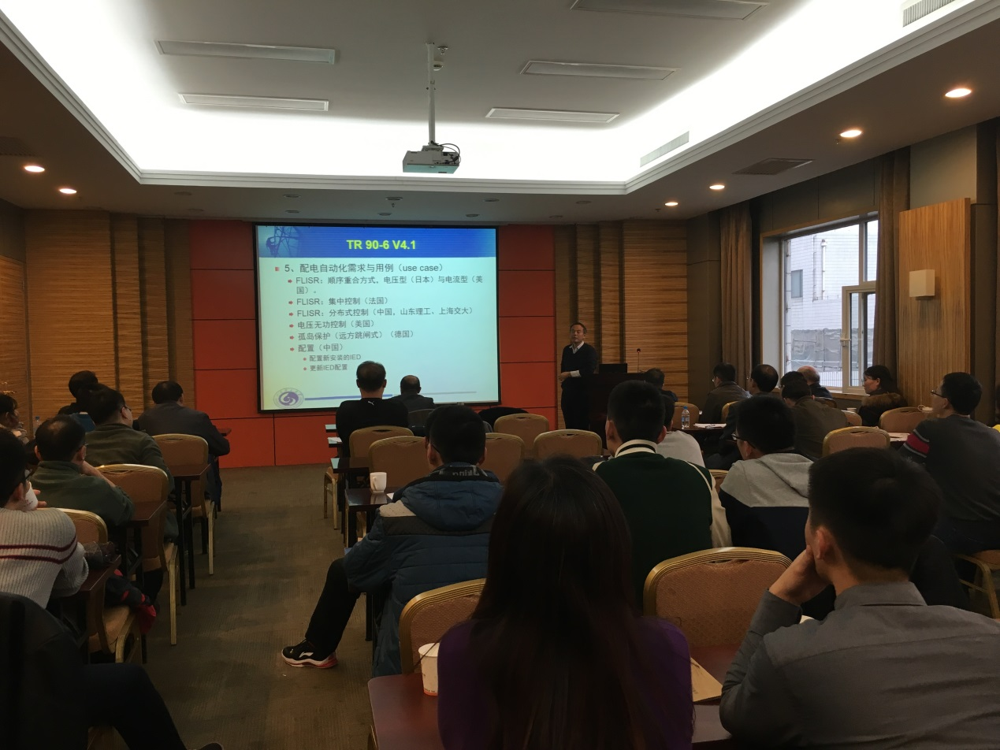 TR 90-6 V4.1
5、配电自动化需求与用例（use case）
FLISR：顺序重合方式，电压型（日本）与电流型（美
国）。
FLISR：集中控制（法国）
FLISR：分布式控制（中国，山东理工、上海交大）
电压无功控制（美国）
孤岛保护（远方跳闸式）（德国）
配置（中国）
配置新安装的IED
更新IED配置